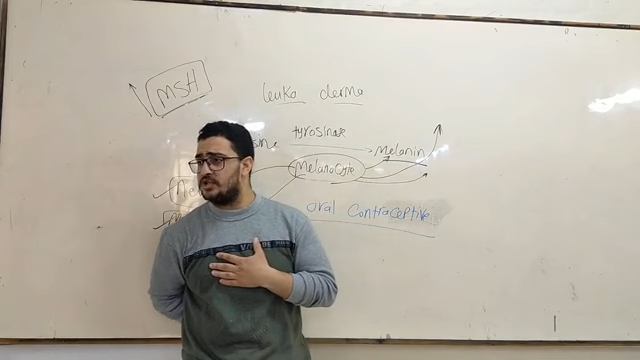 MSH
leuko derma
tyrosinase
Melanin
Melanocyte
oral contraceptive